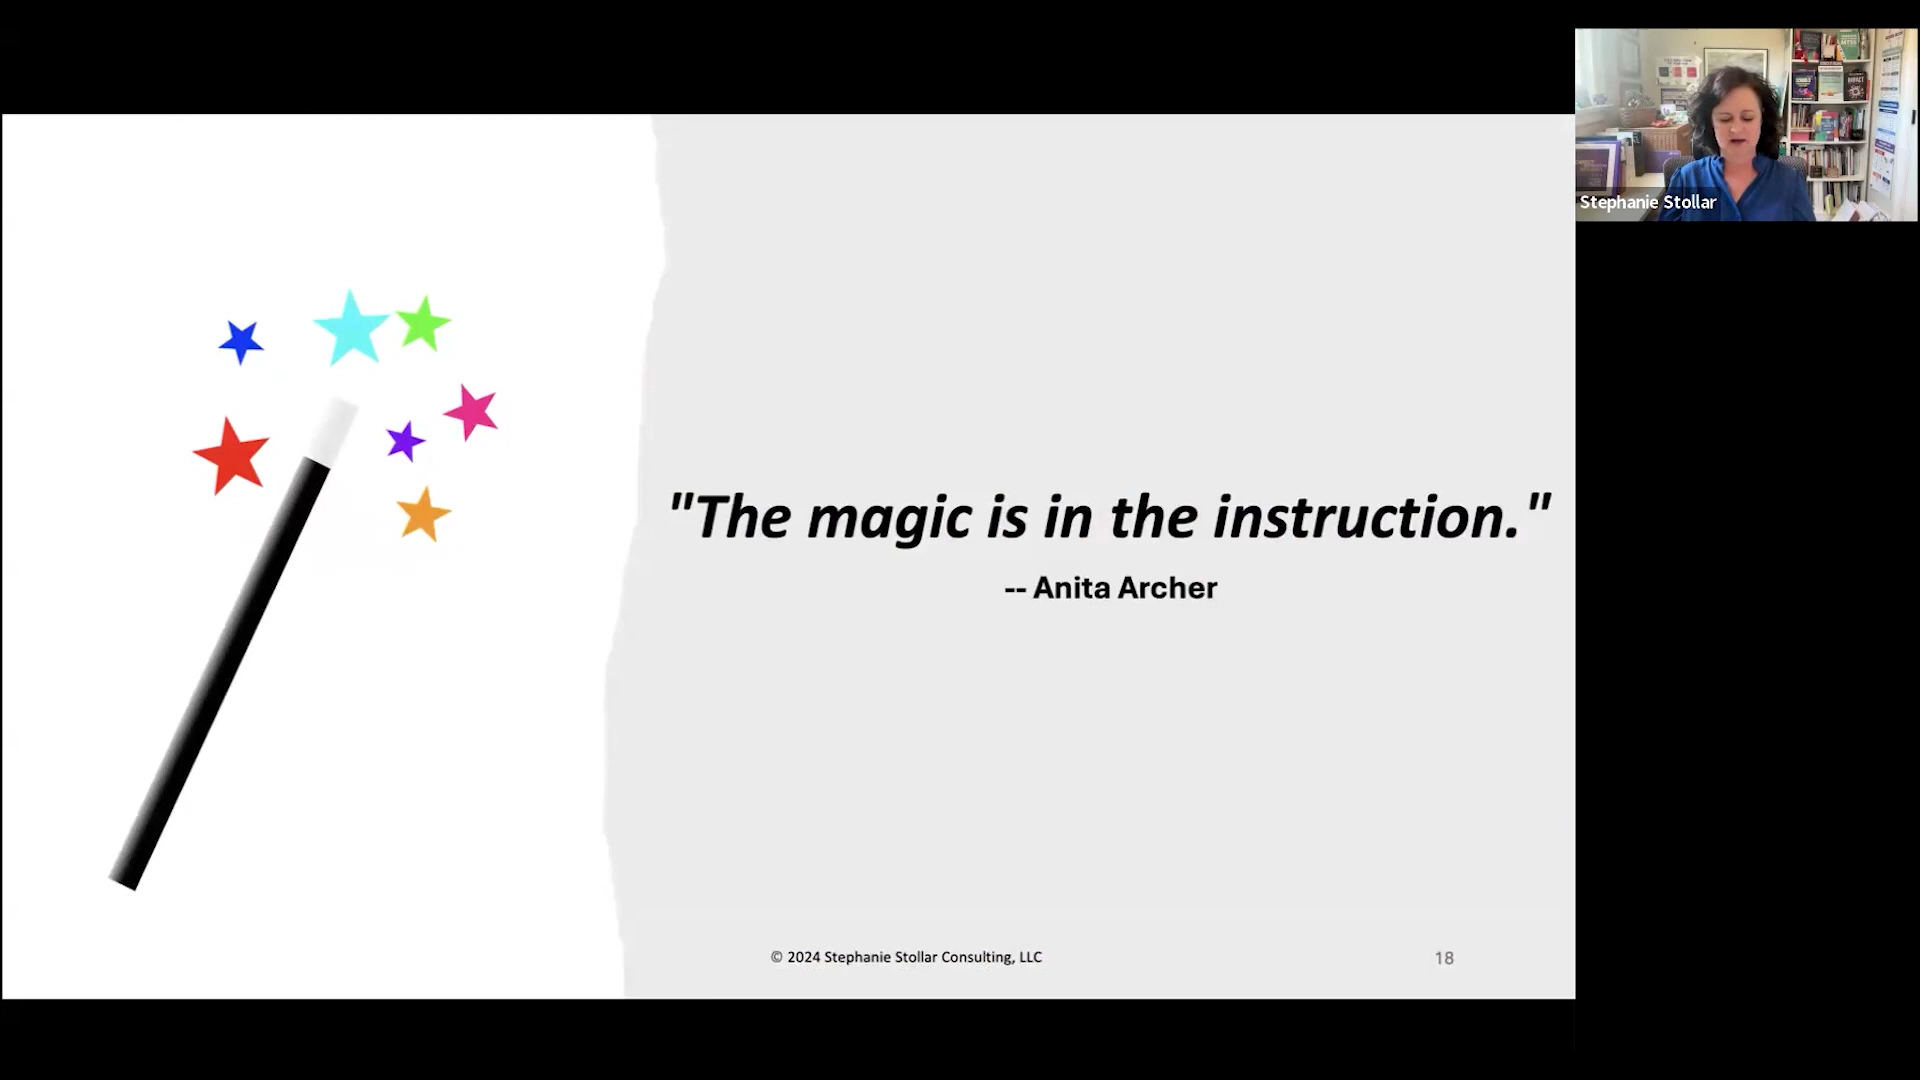 "The magic is in the instruction."
-- Anita Archer
© 2024 Stephanie Stollar Consulting, LLC
18
Stephanie Stollar